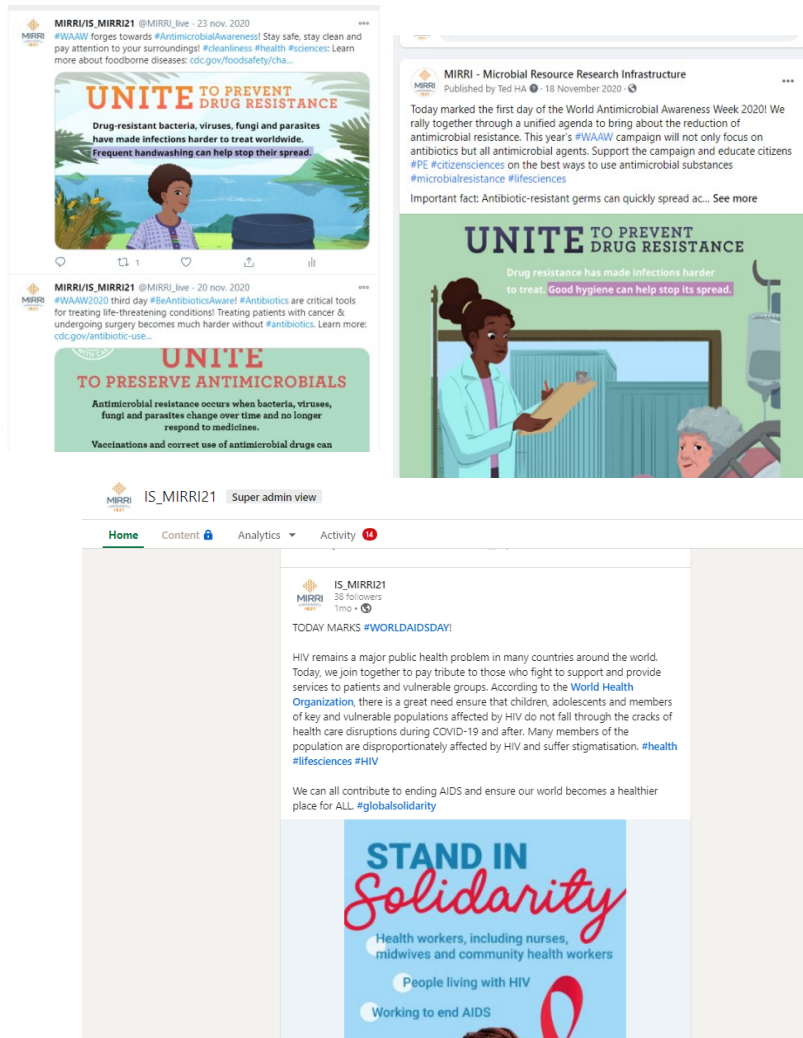 MIRRI/IS_MIRRI21 @MIRRI_live · 23 nov. 2020
#WAAW forges towards #AntimicrobialAwareness! Stay safe, stay clean and
pay attention to your surroundings! #cleanliness #health #sciences: Learn
more about foodborne diseases: cdc.gov/foodsafety/cha...
MIRRI
UNITE TO PREVENT
DRUG RESISTANCE
Drug-resistant bacteria, viruses, fungi and parasites
have made infections harder to treat worldwide.
Frequent handwashing can help stop their spread.
1
MIRRI/IS_MIRRI21 @MIRRI_live · 20 nov. 2020
#WAAW2020 third day #BeAntibioticsAware! #Antibiotics are critical tools
for treating life-threatening conditions! Treating patients with cancer &
undergoing surgery becomes much harder without #antibiotics. Learn more:
cdc.gov/antibiotic-use...
MIRRI
WITH CARE
UNITE
TO PRESERVE ANTIMICROBIALS
Antimicrobial resistance occurs when bacteria, viruses,
fungi and parasites change over time and no longer
respond to medicines.
Vaccinations and correct use of antimicrobial drugs can
MIRRI - Microbial Resource Research Infrastructure
Published by Ted HA · 18 November 2020 ·
MIRRI
Today marked the first day of the World Antimicrobial Awareness Week 2020! We
rally together through a unified agenda to bring about the reduction of
antimicrobial resistance. This year's #WAAW campaign will not only focus on
antibiotics but all antimicrobial agents. Support the campaign and educate citizens
#PE #citizensciences on the best ways to use antimicrobial substances
#microbialresistance #lifesciences
Important fact: Antibiotic-resistant germs can quickly spread ac... See more
UNITE TO PREVENT
DRUG RESISTANCE
Drug resistance has made infections harder
to treat. Good hygiene can help stop its spread.
MIRRI
IS_MIRRI21 Super admin view
Home Content Analytics Activity 14
MIRRI
IS_MIRRI21
38 followers
1mo •
TODAY MARKS #WORLDAIDSDAY!
HIV remains a major public health problem in many countries around the world.
Today, we join together to pay tribute to those who fight to support and provide
services to patients and vulnerable groups. According to the World Health
Organization, there is a great need ensure that children, adolescents and members
of key and vulnerable populations affected by HIV do not fall through the cracks of
health care disruptions during COVID-19 and after. Many members of the
population are disproportionately affected by HIV and suffer stigmatisation. #health
#lifesciences #HIV
We can all contribute to ending AIDS and ensure our world becomes a healthier
place for ALL. #globalsolidarity
STAND IN
Solidarity
Health workers, including nurses,
midwives and community health workers
People living with HIV
Working to end AIDS